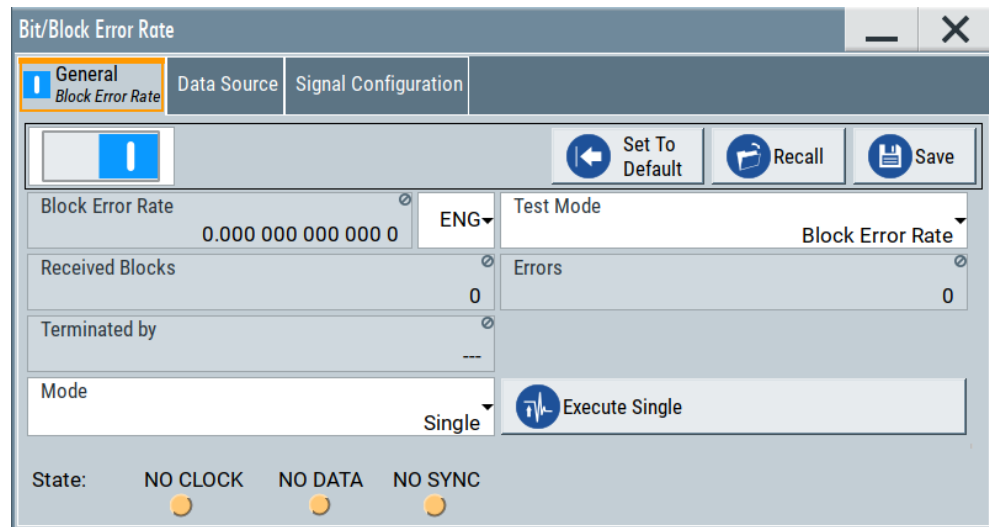 Bit/Block Error Rate
General
Block Error Rate
Data Source
Signal Configuration
Set To
Default
Recall
Save
Block Error Rate
0.000 000 000 000 0
ENG
Test Mode
Block Error Rate
Received Blocks
0
Errors
0
Terminated by
---
Mode
Single
Execute Single
State: NO CLOCK NO DATA NO SYNC